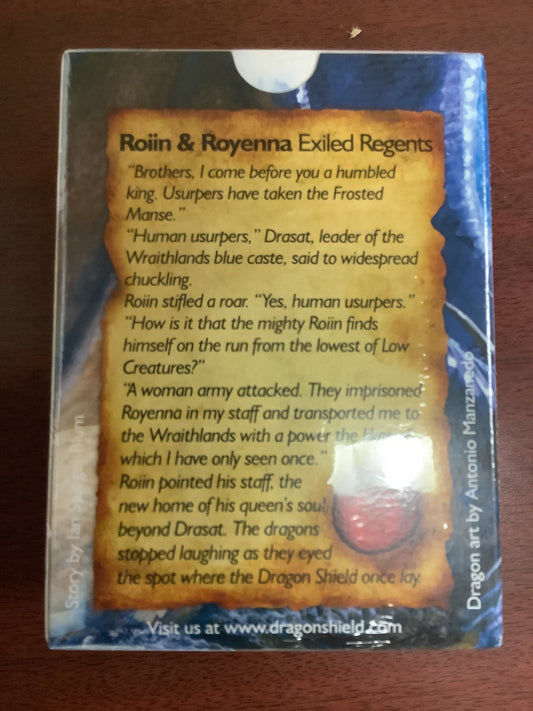 Roiin & Royenna Exiled Regents
"Brothers, I come before you a humbled
king. Usurpers have taken the Frosted
Manse."
"Human usurpers," Drasat, leader of the
Wraithlands blue caste, said to widespread
chuckling.
Roiin stifled a roar. "Yes, human usurpers."
"How is it that the mighty Roiin finds
himself on the run from the lowest of Low
Creatures?"
"A woman army attacked. They imprisoned
Royenna in my staff and transported me to
the Wraithlands with a power the
which I have only seen once."
Roiin pointed his staff, the
new home of his queen's soul,
beyond Drasat. The dragons
stopped laughing as they eyed
the spot where the Dragon Shield once lay.
Story by Ian
Dragon art by Antonio Manzanedo
Visit us at www.dragonshield.com